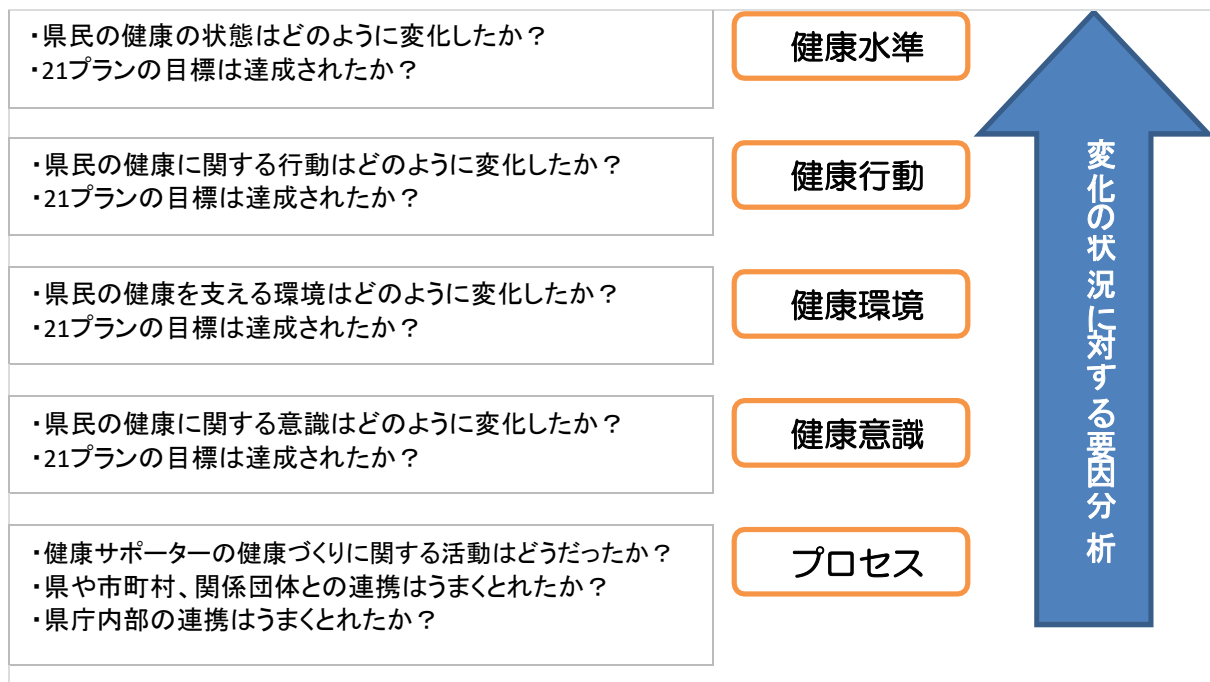 ・県民の健康の状態はどのように変化したか？
・21プランの目標は達成されたか？
健康水準
・県民の健康に関する行動はどのように変化したか？
・21プランの目標は達成されたか？
健康行動
・県民の健康を支える環境はどのように変化したか？
・21プランの目標は達成されたか？
健康環境
・県民の健康に関する意識はどのように変化したか？
・21プランの目標は達成されたか？
健康意識
・健康サポーターの健康づくりに関する活動はどうだったか？
・県や市町村、関係団体との連携はうまくとれたか？
・県庁内部の連携はうまくとれたか？
プロセス
変化の状況に対する要因分析